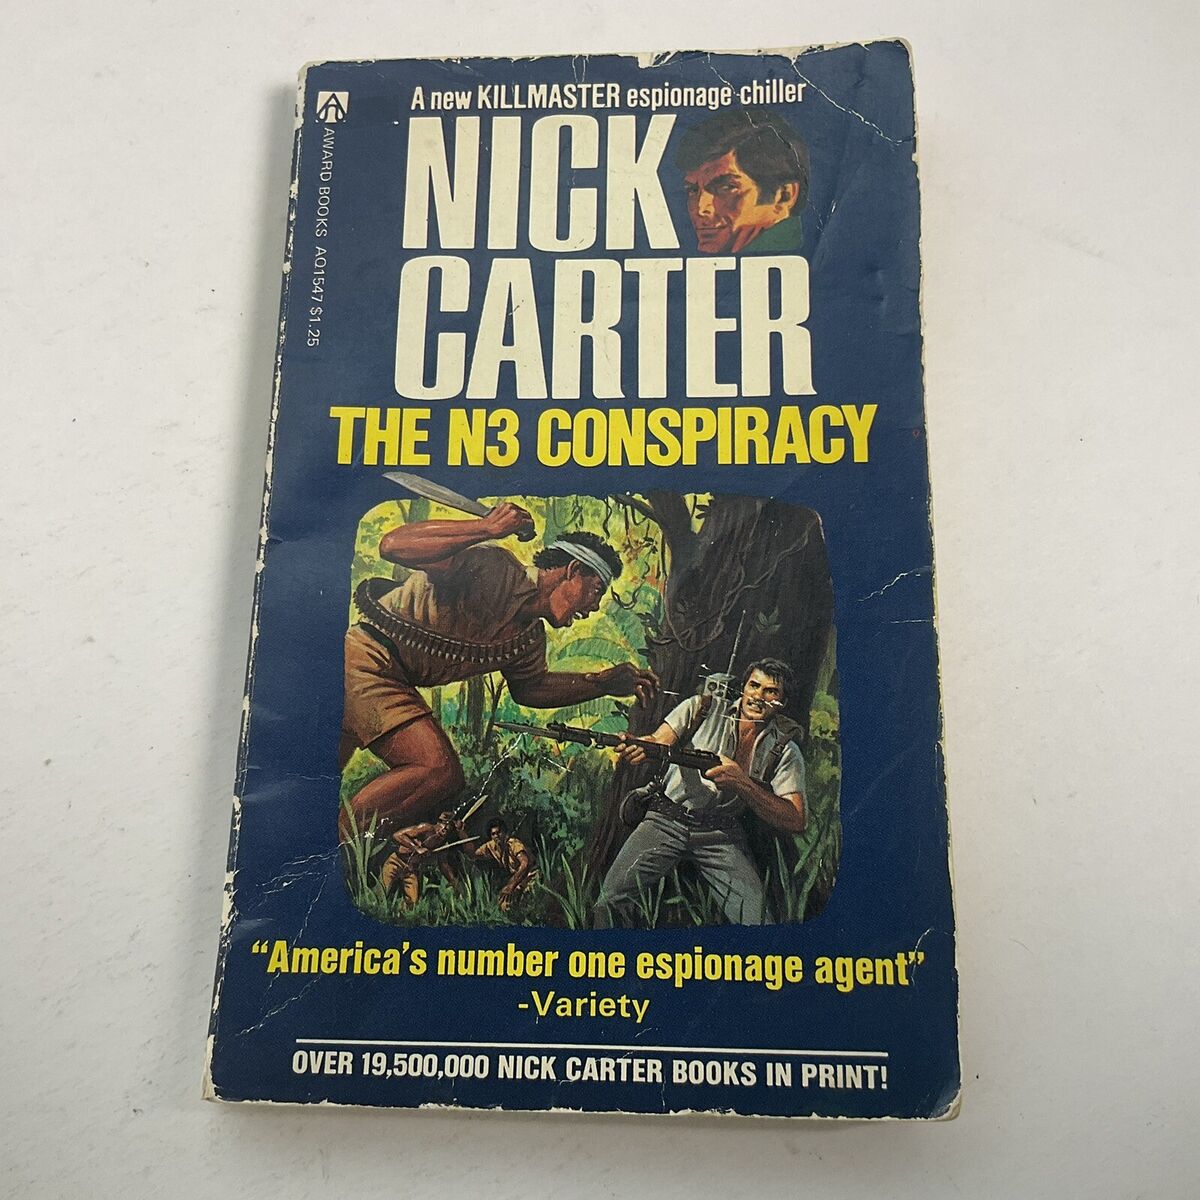 A new KILLMASTER espionage chiller
NICK
CARTER
THE N3 CONSPIRACY
AWARD BOOKS AQ1547 $1.25
“America’s number one espionage agent”
-Variety
OVER 19,500,000 NICK CARTER BOOKS IN PRINT!